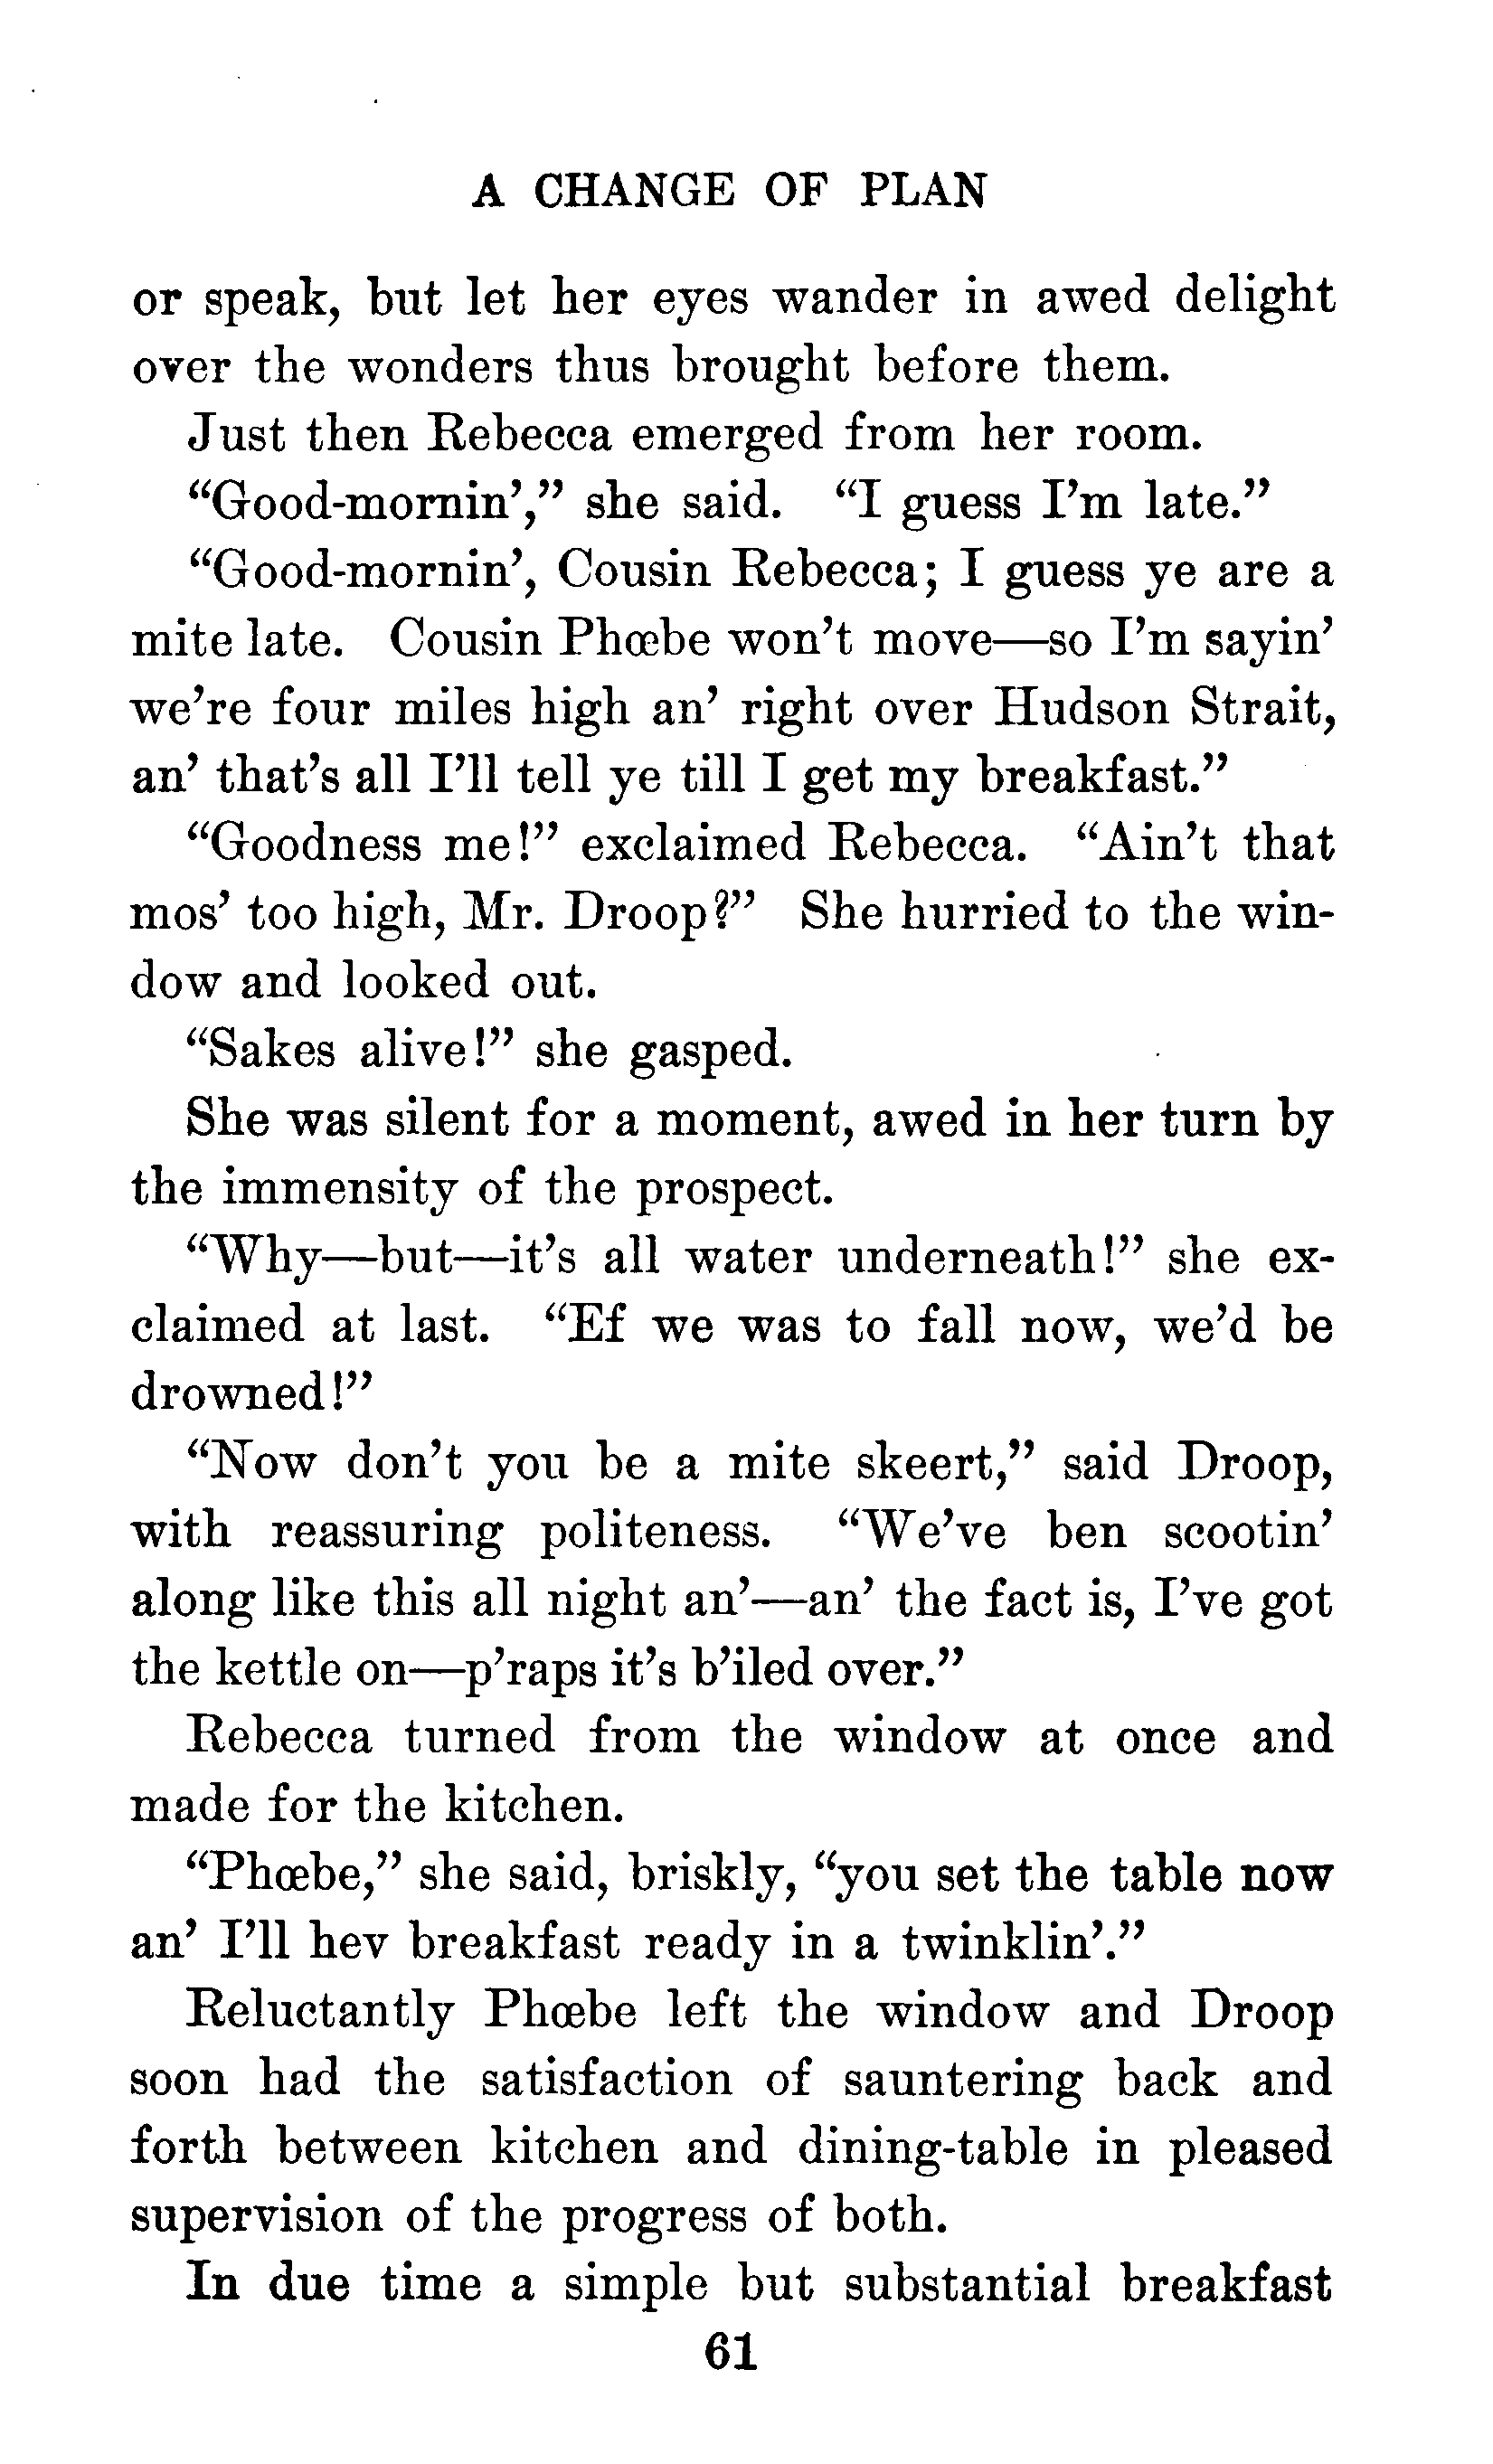 A CHANGE OF PLAN
or speak, but let her eyes wander in awed delight
over the wonders thus brought before them.
Just then Rebecca emerged from her room.
“Good-mornin’,” she said. “I guess I’m late.”
“Good-mornin’, Cousin Rebecca; I guess ye are a
mite late. Cousin Phœbe won’t move—so I’m sayin’
we’re four miles high an’ right over Hudson Strait,
an’ that’s all I’ll tell ye till I get my breakfast.”
“Goodness me!” exclaimed Rebecca. “Ain’t that
mos’ too high, Mr. Droop?” She hurried to the win-
dow and looked out.
“Sakes alive!” she gasped.
She was silent for a moment, awed in her turn by
the immensity of the prospect.
“Why—but—it’s all water underneath!” she ex-
claimed at last. “Ef we was to fall now, we’d be
drowned!”
“Now don’t you be a mite skeert,” said Droop,
with reassuring politeness. “We’ve ben scootin’
along like this all night an’—an’ the fact is, I’ve got
the kettle on—p’raps it’s b’iled over.”
Rebecca turned from the window at once and
made for the kitchen.
“Phœbe,” she said, briskly, “you set the table now
an’ I’ll hev breakfast ready in a twinklin’.”
Reluctantly Phœbe left the window and Droop
soon had the satisfaction of sauntering back and
forth between kitchen and dining-table in pleased
supervision of the progress of both.
In due time a simple but substantial breakfast
61